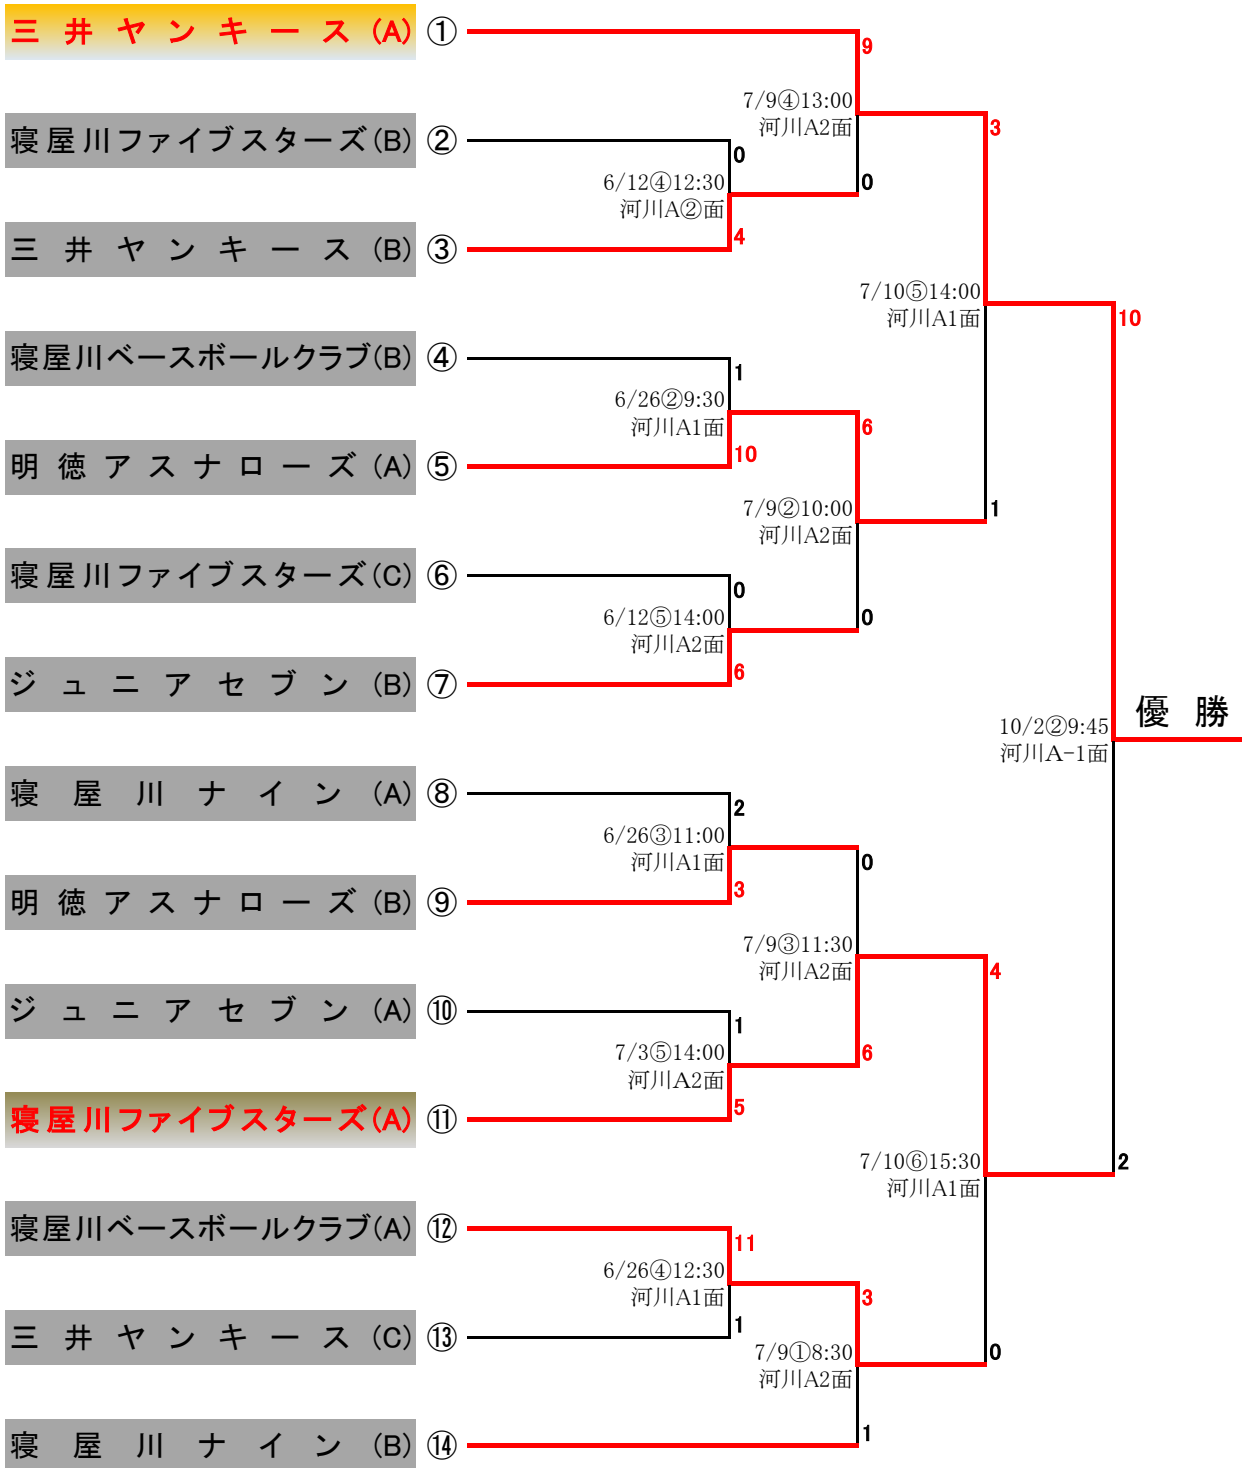 三井ヤンキース(A) ①
9
7/9④13:00
河川A2面
3
寝屋川ファイブスターズ(B) ②
0
6/12④12:30
河川A②面
0
三井ヤンキース(B) ③
4
7/10⑤14:00
河川A1面
10
寝屋川ベースボールクラブ(B) ④
1
6/26②9:30
河川A1面
6
明徳アスナローズ(A) ⑤
10
7/9②10:00
河川A2面
1
寝屋川ファイブスターズ(C) ⑥
0
6/12⑤14:00
河川A2面
0
ジュニアセブン(B) ⑦
6
優勝
10/2②9:45
河川A-1面
寝屋川ナイン(A) ⑧
2
6/26③11:00
河川A1面
0
明徳アスナローズ(B) ⑨
3
7/9③11:30
河川A2面
4
ジュニアセブン(A) ⑩
1
7/3⑤14:00
河川A2面
6
寝屋川ファイブスターズ(A) ⑪
5
7/10⑥15:30
河川A1面
2
寝屋川ベースボールクラブ(A) ⑫
11
6/26④12:30
河川A1面
3
三井ヤンキース(C) ⑬
1
7/9①8:30
河川A2面
0
寝屋川ナイン(B) ⑭
1